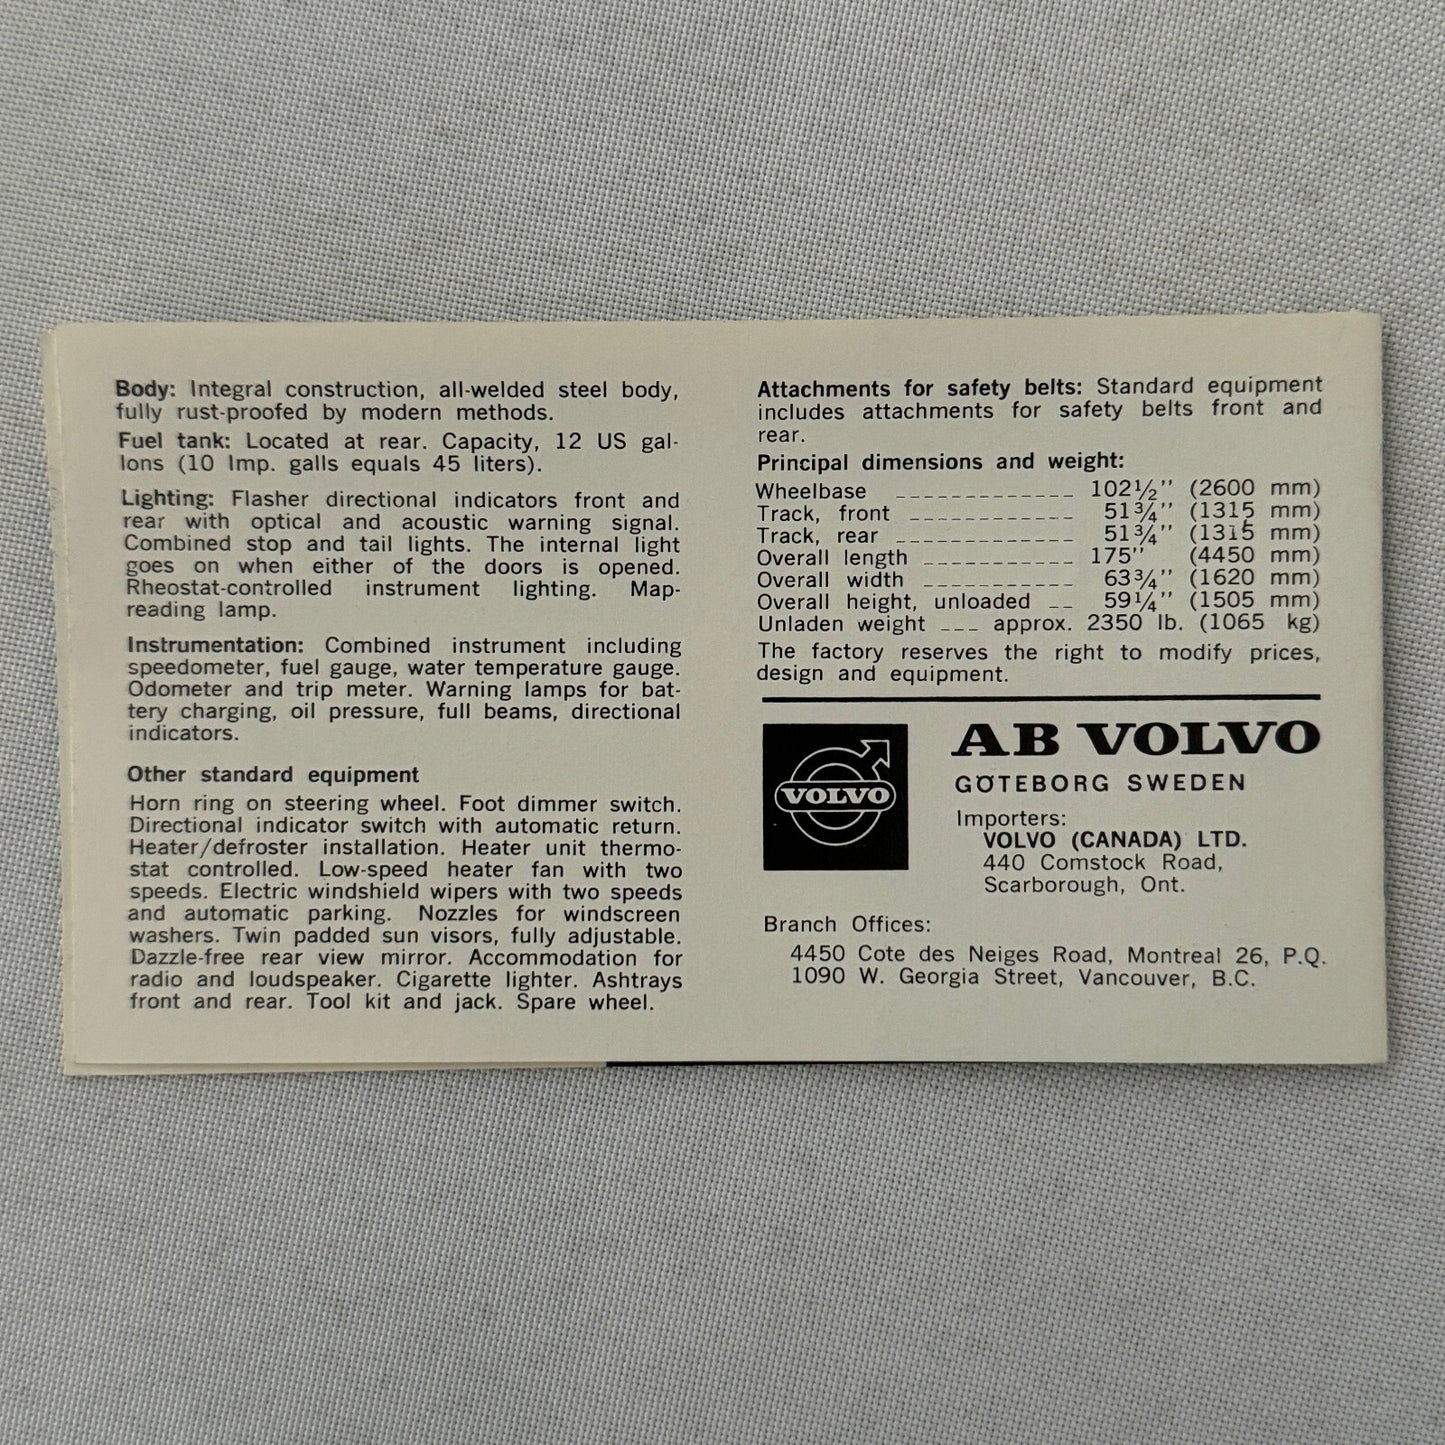 Body: Integral construction, all-welded steel body,
fully rust-proofed by modern methods.
Fuel tank: Located at rear. Capacity, 12 US gal-
lons (10 Imp. galls equals 45 liters).
Lighting: Flasher directional indicators front and
rear with optical and acoustic warning signal.
Combined stop and tail lights. The internal light
goes on when either of the doors is opened.
Rheostat-controlled instrument lighting. Map-
reading lamp.
Instrumentation: Combined instrument including
speedometer, fuel gauge, water temperature gauge.
Odometer and trip meter. Warning lamps for bat-
tery charging, oil pressure, full beams, directional
indicators.
Other standard equipment
Horn ring on steering wheel. Foot dimmer switch.
Directional indicator switch with automatic return.
Heater/defroster installation. Heater unit thermo-
stat controlled. Low-speed heater fan with two
speeds. Electric windshield wipers with two speeds
and automatic parking. Nozzles for windscreen
washers. Twin padded sun visors, fully adjustable.
Dazzle-free rear view mirror. Accommodation for
radio and loudspeaker. Cigarette lighter. Ashtrays
front and rear. Tool kit and jack. Spare wheel.
Attachments for safety belts: Standard equipment
includes attachments for safety belts front and
rear.
Principal dimensions and weight:
Wheelbase _ _ _ _ _ _ _ _ _ _ _ _ _ 102½'' (2600 mm)
Track, front _ _ _ _ _ _ _ _ _ _ _ _ 51¾'' (1315 mm)
Track, rear _ _ _ _ _ _ _ _ _ _ _ _ _ 51¾'' (1315 mm)
Overall length _ _ _ _ _ _ _ _ _ _ _ _ 175'' (4450 mm)
Overall width _ _ _ _ _ _ _ _ _ _ _ 63¾'' (1620 mm)
Overall height, unloaded _ _ 59¼'' (1505 mm)
Unladen weight _ _ _ approx. 2350 lb. (1065 kg)
The factory reserves the right to modify prices,
design and equipment.
VOLVO
AB VOLVO
GÖTEBORG SWEDEN
Importers:
VOLVO (CANADA) LTD.
440 Comstock Road,
Scarborough, Ont.
Branch Offices:
4450 Cote des Neiges Road, Montreal 26, P.Q.
1090 W. Georgia Street, Vancouver, B.C.